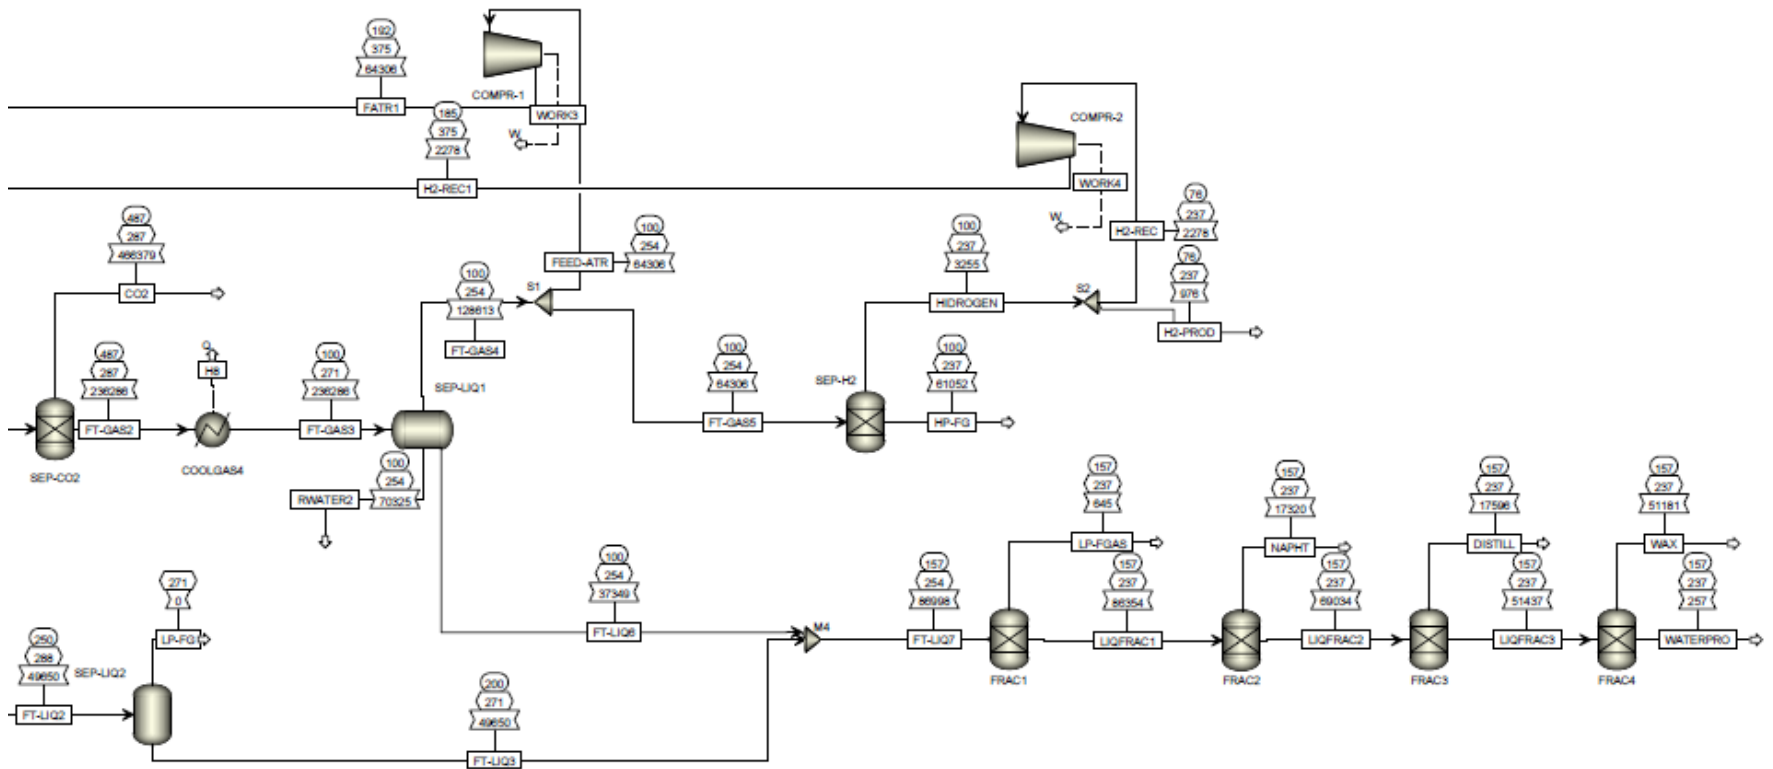 192
375
64306
FATR1
COMPR-1
WORK3
W
185
375
2278
H2-REC1
COMPR-2
WORK4
W
76
237
2278
H2-REC
487
287
466379
CO2
100
254
64306
FEED-ATR
100
254
128613
FT-GAS4
S1
100
237
3255
HIDROGEN
S2
76
237
976
H2-PROD
487
287
236286
FT-GAS2
SEP-CO2
Q
H8
COOLGAS4
100
271
236286
FT-GAS3
SEP-LIQ1
100
254
64306
FT-GAS5
SEP-H2
100
237
61052
HP-FG
100
254
70325
RWATER2
100
254
37349
FT-LIQ6
271
0
LP-FG
250
288
49650
FT-LIQ2
SEP-LIQ2
200
271
49650
FT-LIQ3
M4
157
254
86998
FT-LIQ7
157
237
645
LP-FGAS
FRAC1
157
237
86354
LIQFRAC1
157
237
17320
NAPHT
FRAC2
157
237
69034
LIQFRAC2
157
237
17596
DISTILL
FRAC3
157
237
51437
LIQFRAC3
157
237
51181
WAX
FRAC4
157
237
257
WATERPRO